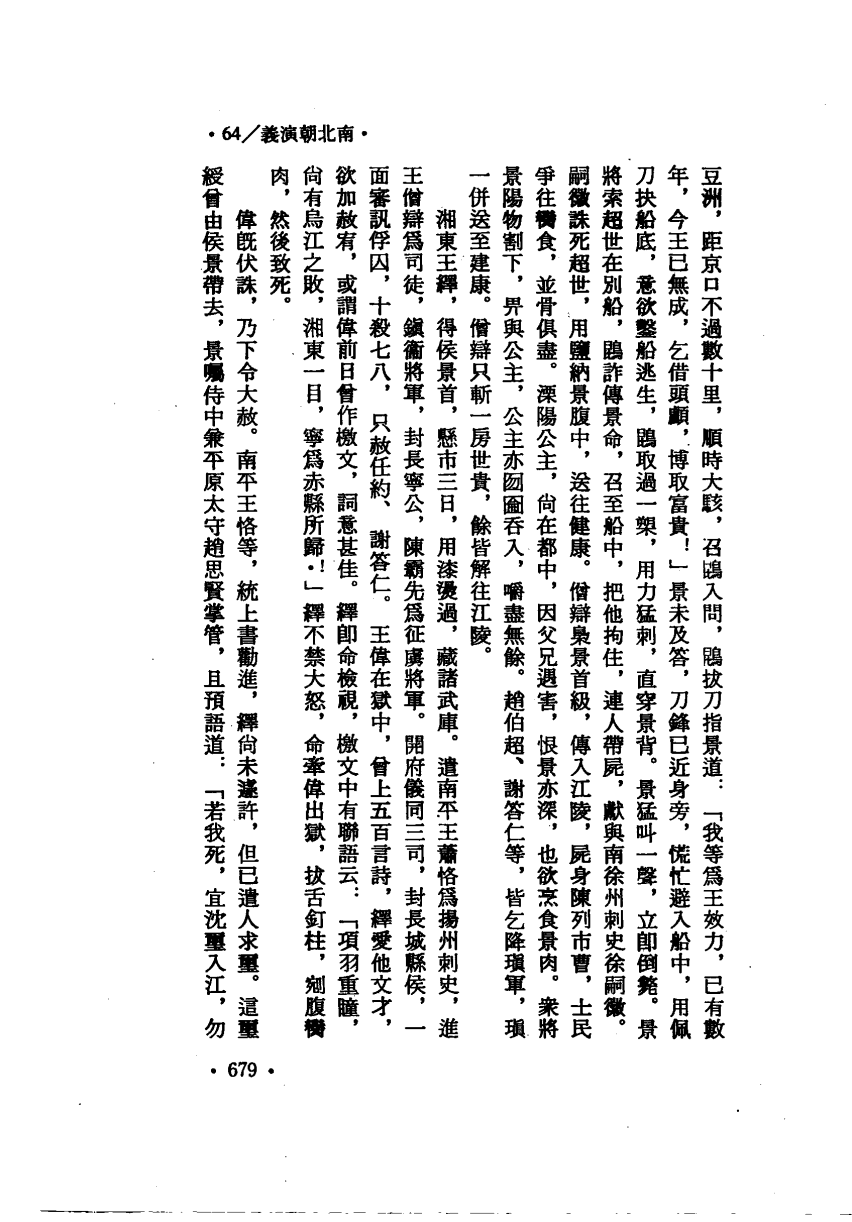 •64／義演朝北南•
豆洲，距京口不過數十里，順時大駭，召鵾入問，鵾拔刀指景道：「我等爲王效力，已有數
年，今王已無成，乞借頭顱，博取富貴！」景未及答，刀鋒已近身旁，慌忙避入船中，用佩
刀抉船底，意欲鑿船逃生，鵾取過一槊，用力猛刺，直穿景背。景猛叫一聲，立卽倒斃。景
將索超世在別船，鵾詐傳景命，召至船中，把他拘住，連人帶屍，獻與南徐州刺史徐嗣徽。
嗣徽誅死超世，用鹽納景腹中，送往健康。僧辯梟景首級，傳入江陵，屍身陳列市曹，士民
爭往臠食，並骨俱盡。溧陽公主，尙在都中，因父兄遇害，恨景亦深，也欲烹食景肉。衆將
景陽物割下，畀與公主，公主亦囫圇吞入，嚼盡無餘。趙伯超、謝答仁等，皆乞降瑱軍，瑱
一併送至建康。僧辯只斬一房世貴，餘皆解往江陵。
湘東王繹，得侯景首，懸市三日，用漆燙過，藏諸武庫。遣南平王蕭恪爲揚州刺史，進
王僧辯爲司徒，鎭衞將軍，封長寧公，陳霸先爲征虜將軍。開府儀同三司，封長城縣侯，一
面審訊俘囚，十殺七八，只赦任約、謝答仁。王偉在獄中，曾上五百言詩，繹愛他文才，
欲加赦宥，或謂偉前日曾作檄文，詞意甚佳。繹卽命檢視，檄文中有聯語云：「項羽重瞳，
尙有烏江之敗，湘東一目，寧爲赤縣所歸．！」繹不禁大怒，命牽偉出獄，拔舌釘柱，剜腹臠
肉，然後致死。
偉旣伏誅，乃下令大赦。南平王恪等，統上書勸進，繹尙未遽許，但已遣人求璽。這璽
綬曾由侯景帶去，景囑侍中兼平原太守趙思賢掌管，且預語道：「若我死，宜沈璽入江，勿
•679•